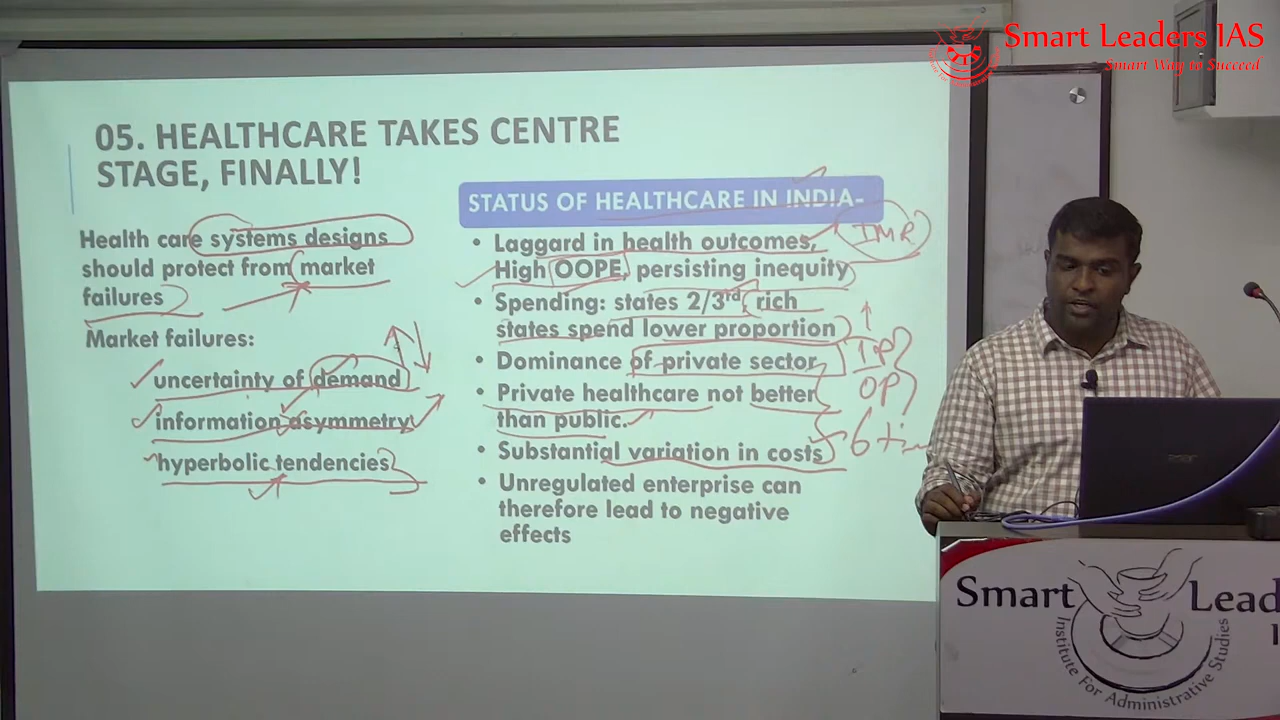 Smart Leaders IAS
Smart Way to Succeed
05. HEALTHCARE TAKES CENTRE
STAGE, FINALLY!
Health care systems designs
should protect from market
failures
Market failures:
uncertainty of demand
information asymmetry
hyperbolic tendencies
STATUS OF HEALTHCARE IN INDIA-
• Laggard in health outcomes,
High OOPE, persisting inequity
• Spending: states 2/3rd, rich
states spend lower proportion
• Dominance of private sector
• Private healthcare not better
than public.
• Substantial variation in costs
• Unregulated enterprise can
therefore lead to negative
effects
IMR
IP
OP
6
acer
Smart Lead
Institute For Administrative Studies